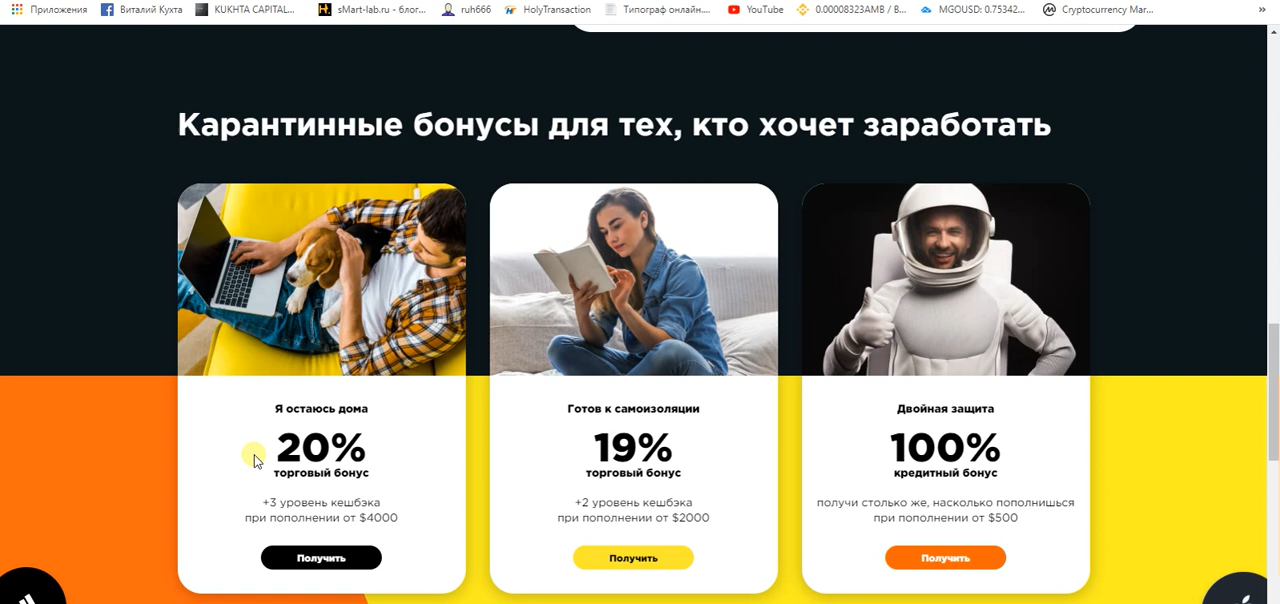 Приложения
Виталий Кухта
KUKHTA CAPITAL...
sMart-lab.ru - блог...
ruh666
HolyTransaction
Типограф онлайн....
YouTube
0.00008323AMB / B...
MGOUSD: 0.75342...
Cryptocurrency Mar...
»
Карантинные бонусы для тех, кто хочет заработать
Я остаюсь дома
20%
торговый бонус
+3 уровень кешбэка
при пополнении от $4000
Получить
Готов к самоизоляции
19%
торговый бонус
+2 уровень кешбэка
при пополнении от $2000
Получить
Двойная защита
100%
кредитный бонус
получи столько же, насколько пополнишься
при пополнении от $500
Получить